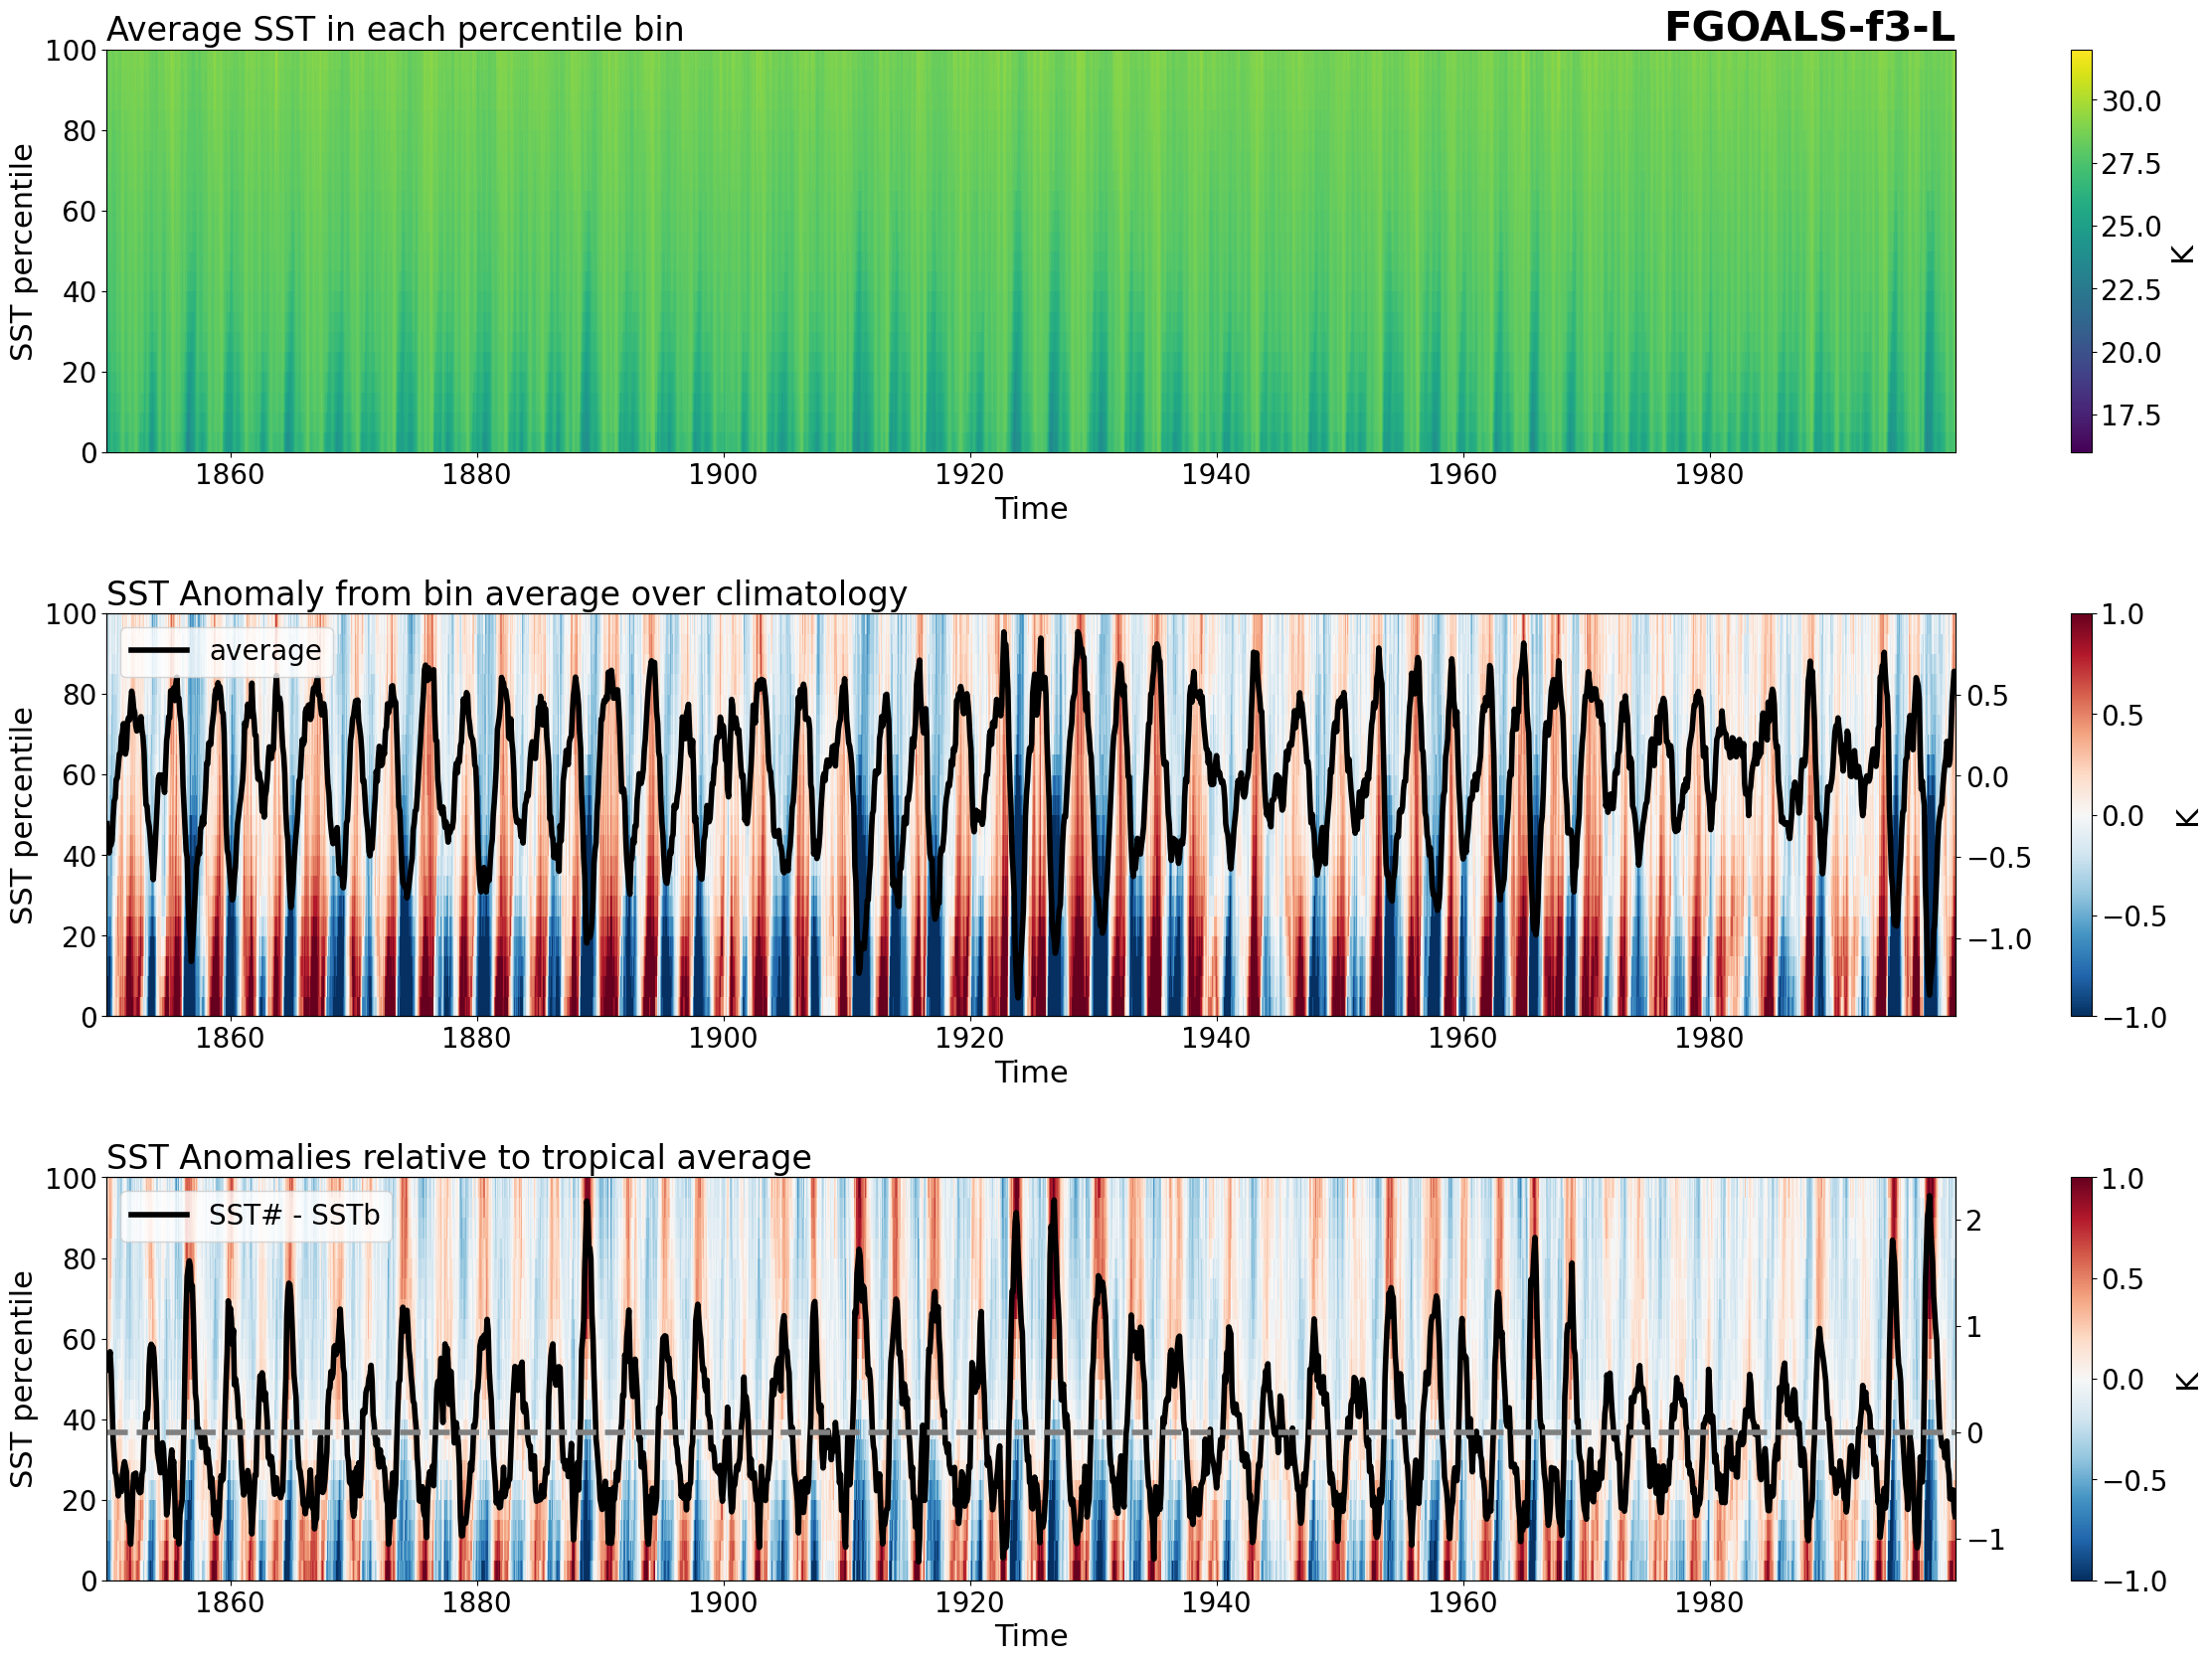 Average SST in each percentile bin
FGOALS-f3-L
SST percentile
100
80
60
40
20
0
1860 1880 1900 1920 1940 1960 1980
Time
30.0
27.5
25.0
22.5
20.0
17.5
K
SST Anomaly from bin average over climatology
average
SST percentile
100
80
60
40
20
0
1860 1880 1900 1920 1940 1960 1980
Time
0.5
0.0
−0.5
−1.0
1.0
0.5
0.0
−0.5
−1.0
K
SST Anomalies relative to tropical average
SST# - SSTb
SST percentile
100
80
60
40
20
0
1860 1880 1900 1920 1940 1960 1980
Time
2
1
0
−1
1.0
0.5
0.0
−0.5
−1.0
K